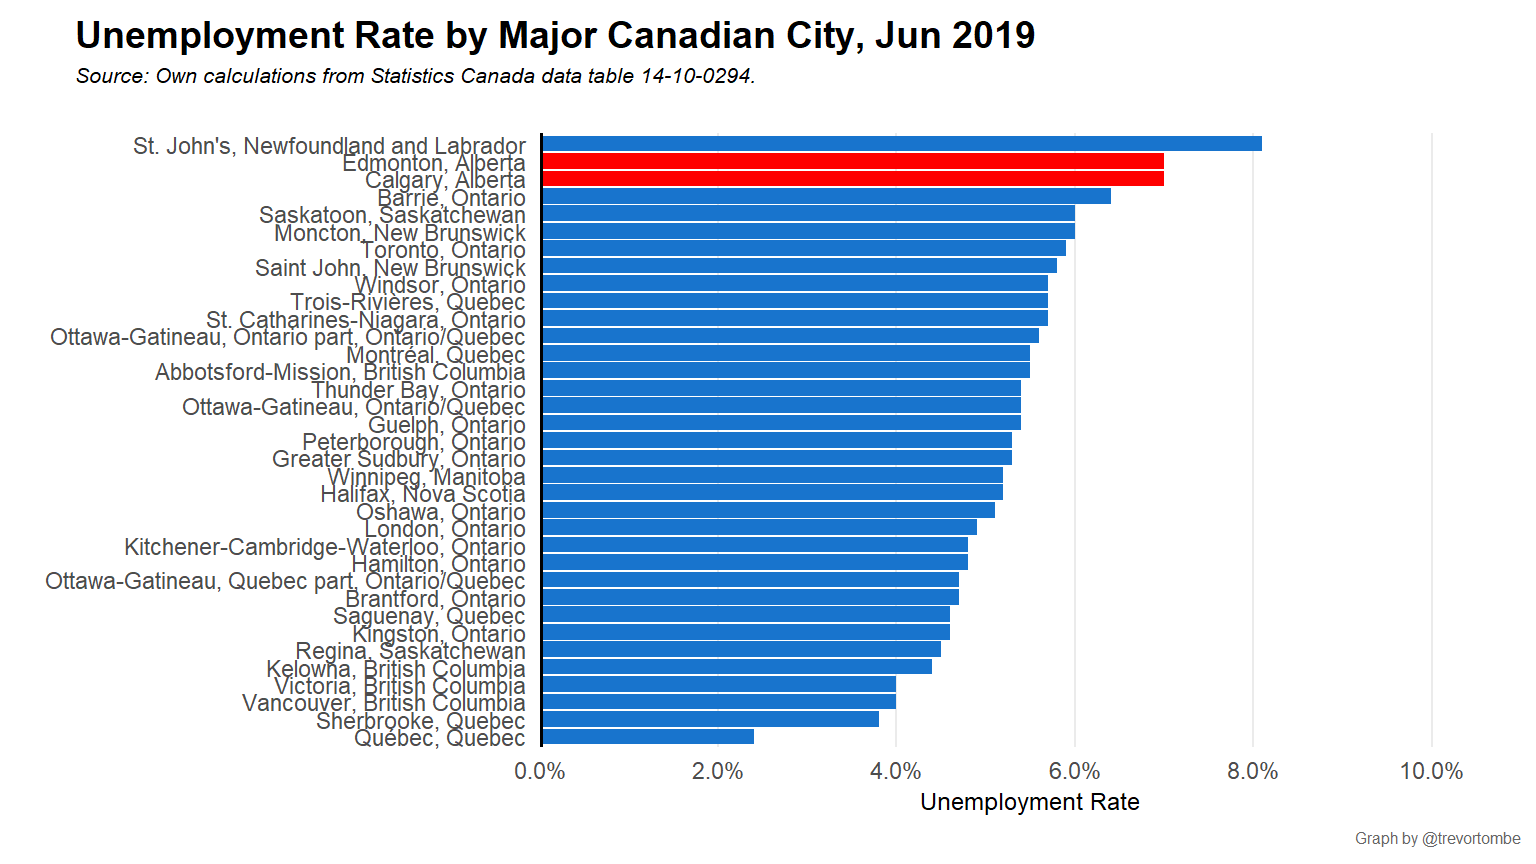 Unemployment Rate by Major Canadian City, Jun 2019
Source: Own calculations from Statistics Canada data table 14-10-0294.
St. John's, Newfoundland and Labrador
Edmonton, Alberta
Calgary, Alberta
Barrie, Ontario
Saskatoon, Saskatchewan
Moncton, New Brunswick
Toronto, Ontario
Saint John, New Brunswick
Windsor, Ontario
Trois-Rivières, Quebec
St. Catharines-Niagara, Ontario
Ottawa-Gatineau, Ontario part, Ontario/Quebec
Montréal, Quebec
Abbotsford-Mission, British Columbia
Thunder Bay, Ontario
Ottawa-Gatineau, Ontario/Quebec
Guelph, Ontario
Peterborough, Ontario
Greater Sudbury, Ontario
Winnipeg, Manitoba
Halifax, Nova Scotia
Oshawa, Ontario
London, Ontario
Kitchener-Cambridge-Waterloo, Ontario
Hamilton, Ontario
Ottawa-Gatineau, Quebec part, Ontario/Quebec
Brantford, Ontario
Saguenay, Quebec
Kingston, Ontario
Regina, Saskatchewan
Kelowna, British Columbia
Victoria, British Columbia
Vancouver, British Columbia
Sherbrooke, Quebec
Québec, Quebec
0.0% 2.0% 4.0% 6.0% 8.0% 10.0%
Unemployment Rate
Graph by @trevortombe